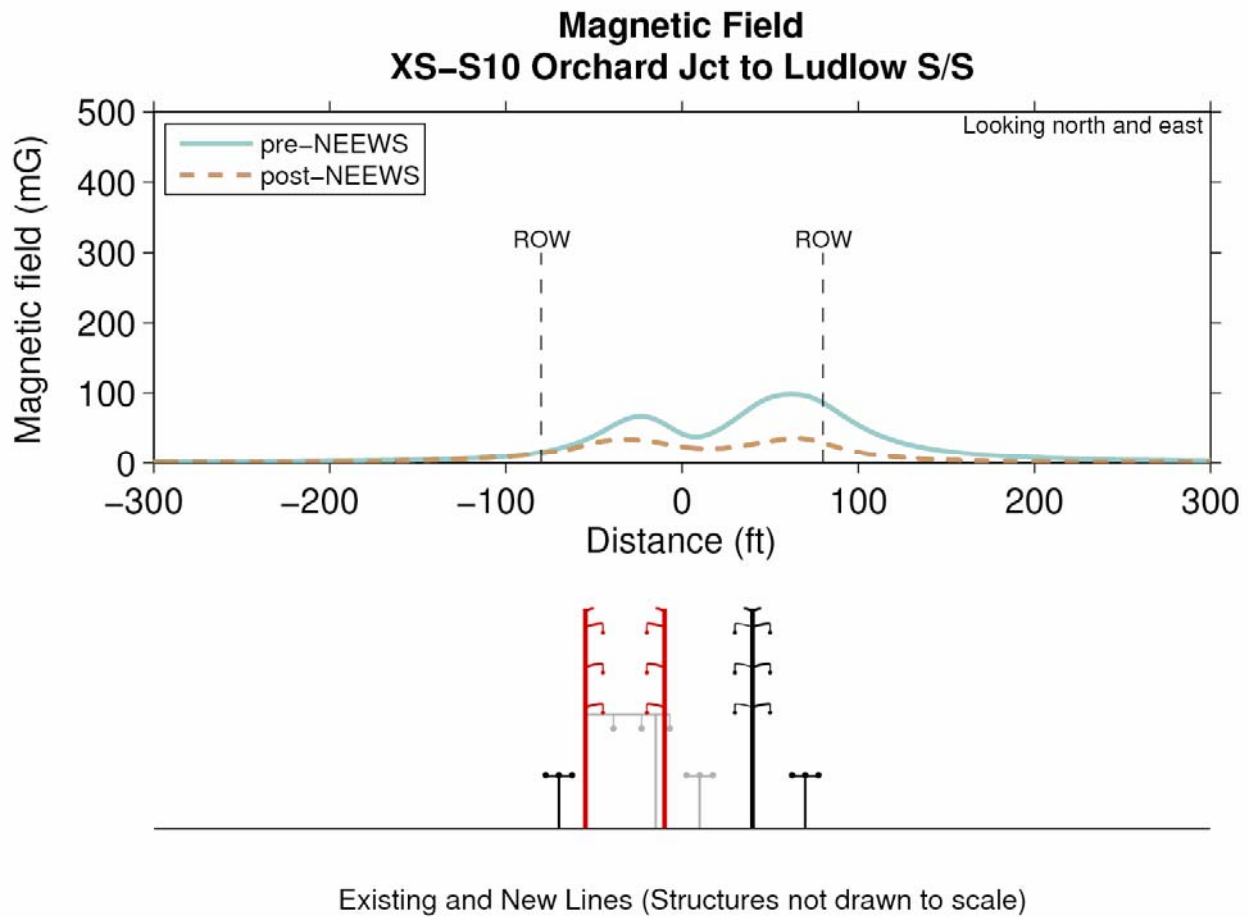 Magnetic Field
XS−S10 Orchard Jct to Ludlow S/S
Looking north and east
pre−NEEWS
post−NEEWS
ROW ROW
Magnetic field (mG)
500
400
300
200
100
0
−300 −200 −100 0 100 200 300
Distance (ft)
Existing and New Lines (Structures not drawn to scale)